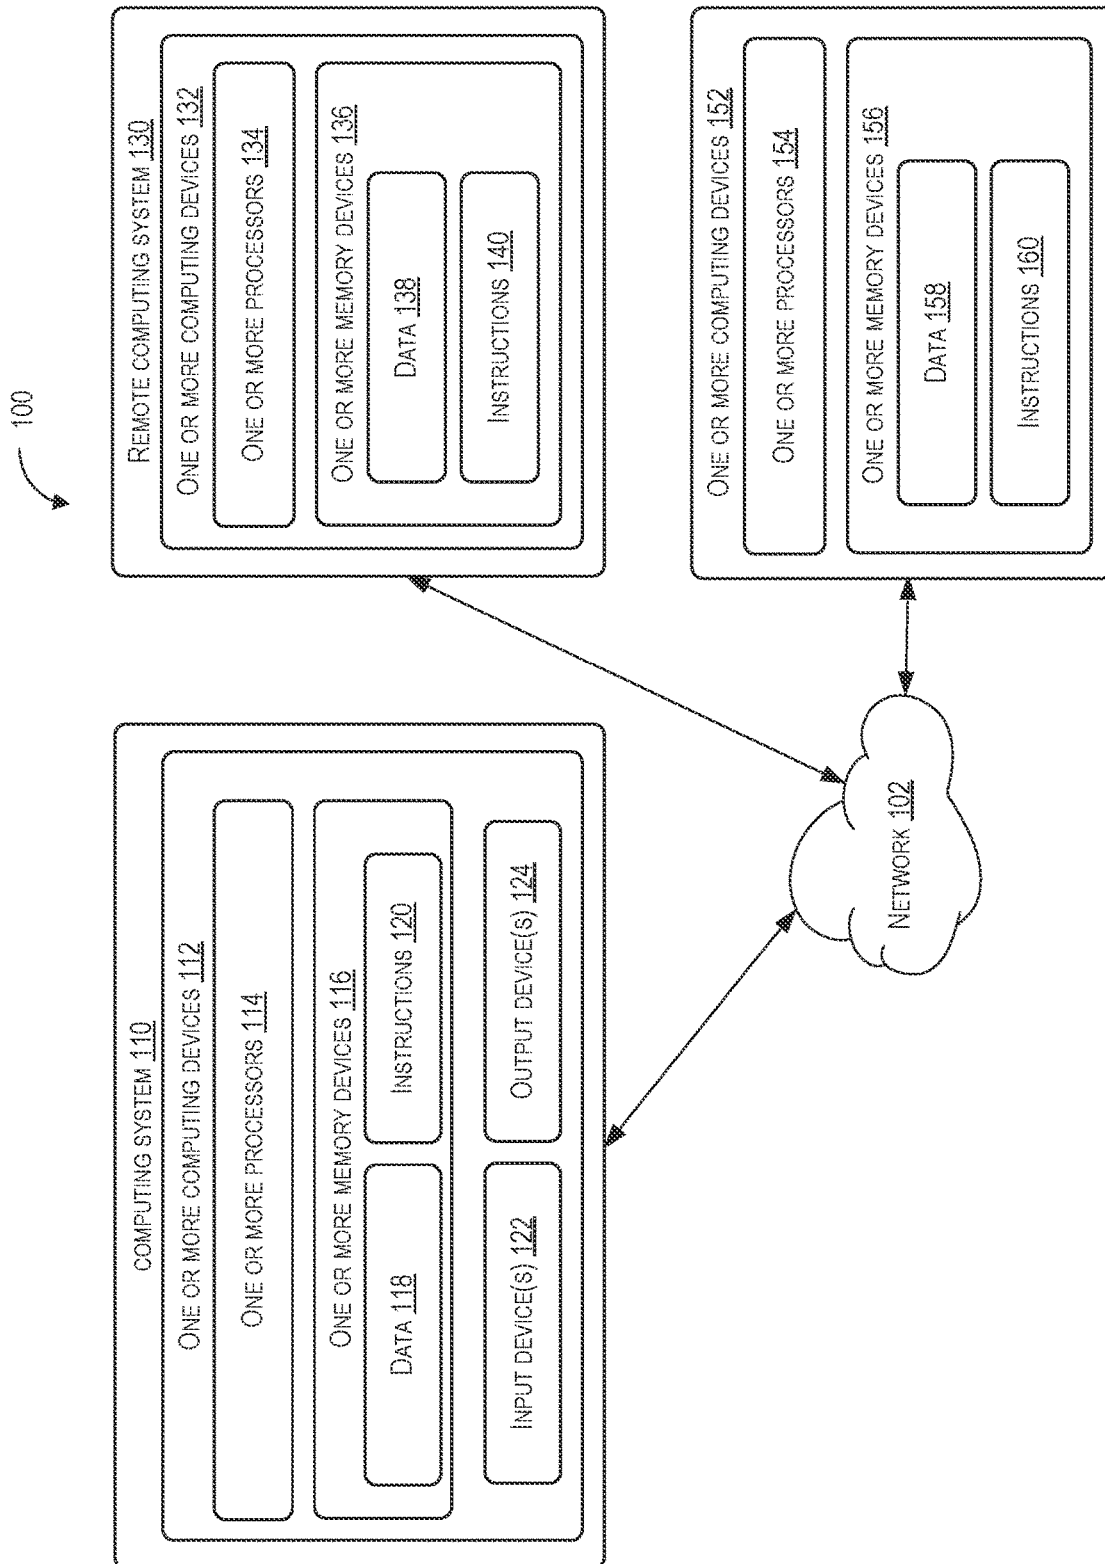 100
COMPUTING SYSTEM 110
ONE OR MORE COMPUTING DEVICES 112
ONE OR MORE PROCESSORS 114
ONE OR MORE MEMORY DEVICES 116
DATA 118
INSTRUCTIONS 120
INPUT DEVICE(S) 122
OUTPUT DEVICE(S) 124
REMOTE COMPUTING SYSTEM 130
ONE OR MORE COMPUTING DEVICES 132
ONE OR MORE PROCESSORS 134
ONE OR MORE MEMORY DEVICES 136
DATA 138
INSTRUCTIONS 140
NETWORK 102
ONE OR MORE COMPUTING DEVICES 152
ONE OR MORE PROCESSORS 154
ONE OR MORE MEMORY DEVICES 156
DATA 158
INSTRUCTIONS 160